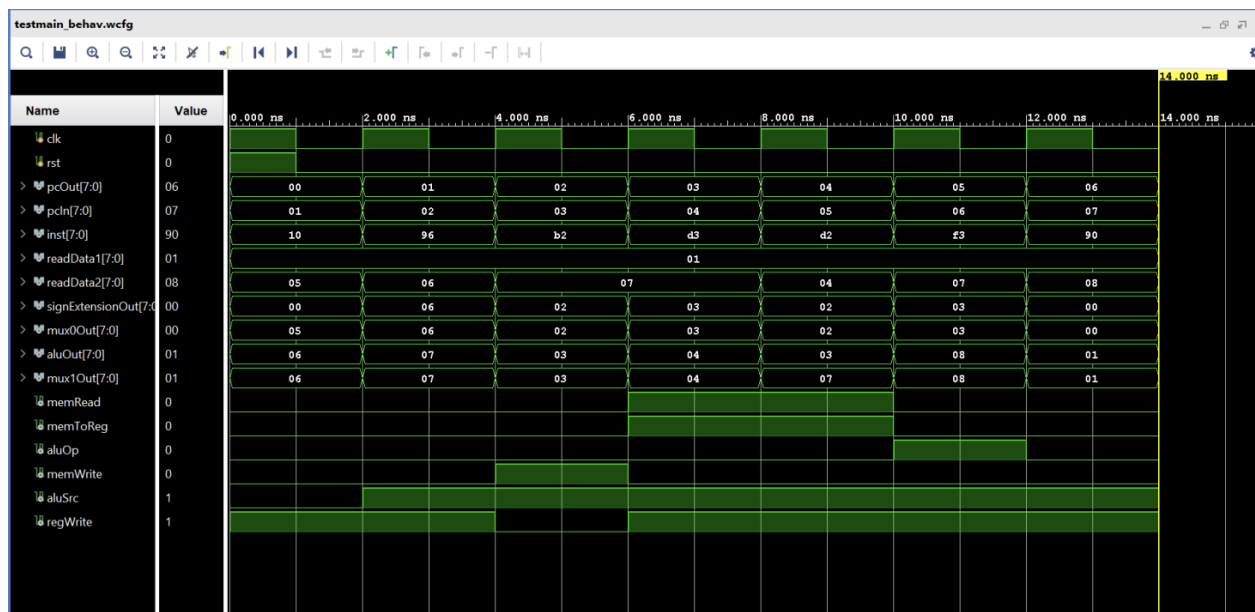 testmain_behav.wcfg
14.000 ns
Name Value
0.000 ns 2.000 ns 4.000 ns 6.000 ns 8.000 ns 10.000 ns 12.000 ns 14.000 ns
clk 0
rst 0
pcOut[7:0] 06 00 01 02 03 04 05 06
pcIn[7:0] 07 01 02 03 04 05 06 07
inst[7:0] 90 10 96 b2 d3 d2 f3 90
readData1[7:0] 01 01
readData2[7:0] 08 05 06 07 04 07 08
signExtensionOut[7:0 00 00 06 02 03 02 03 00
mux0Out[7:0] 00 05 06 02 03 02 03 00
aluOut[7:0] 01 06 07 03 04 03 08 01
mux1Out[7:0] 01 06 07 03 04 07 08 01
memRead 0
memToReg 0
aluOp 0
memWrite 0
aluSrc 1
regWrite 1